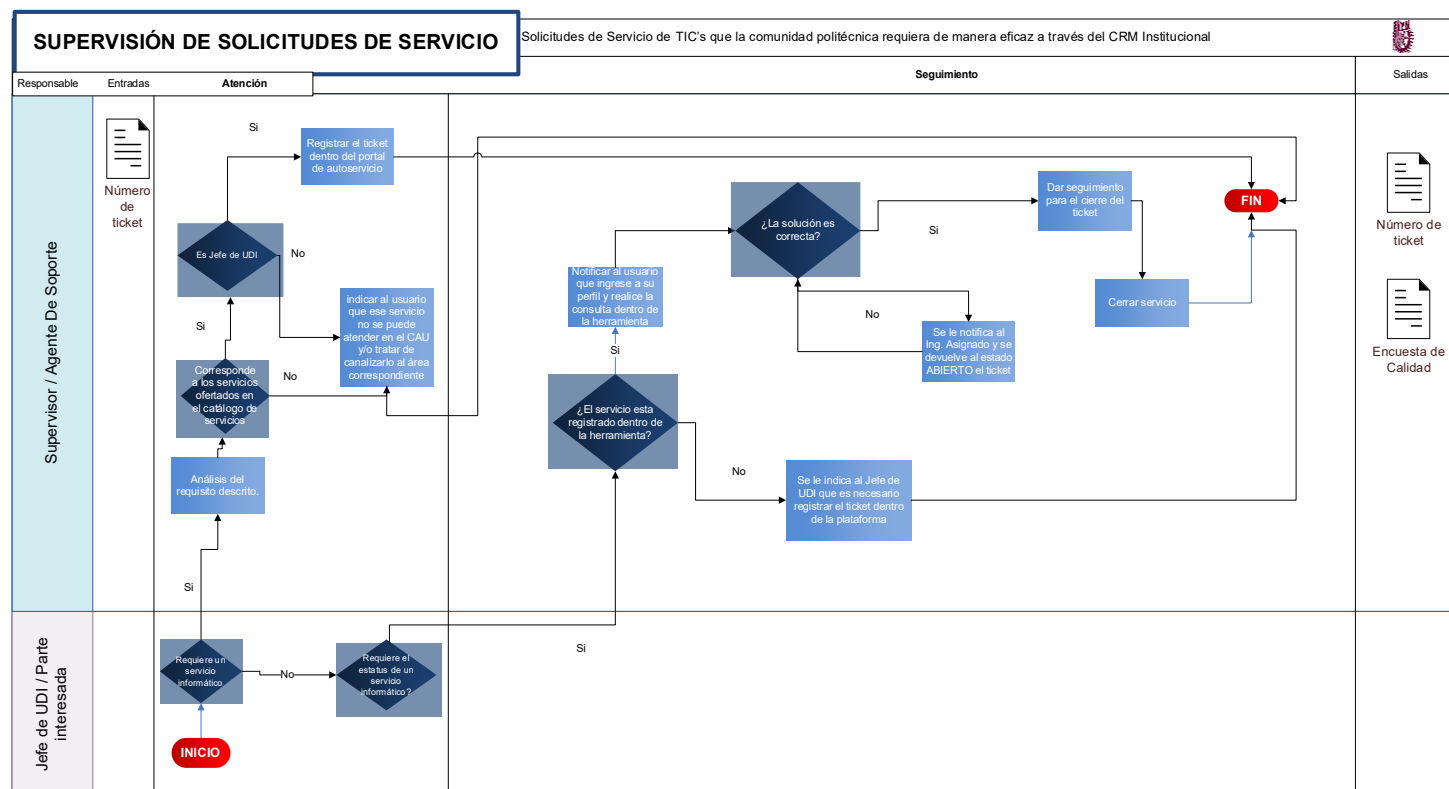 SUPERVISIÓN DE SOLICITUDES DE SERVICIO
Solicitudes de Servicio de TIC's que la comunidad politécnica requiera de manera eficaz a través del CRM Institucional
Responsable
Entradas
Atención
Seguimiento
Salidas
Supervisor / Agente De Soporte
Número
de
ticket
Si
Registrar el ticket
dentro del portal
de autoservicio
Es Jefe de UDI
No
indicar al usuario
que ese servicio
no se puede
atender en el CAU
y/o tratar de
canalizarlo al área
correspondiente
Si
Corresponde
a los servicios
ofertados en
el catálogo de
servicios
No
Análisis del
requisito descrito.
Si
Notificar al usuario
que ingrese a su
perfil y realice la
consulta dentro de
la herramienta
Si
¿El servicio esta
registrado dentro de
la herramienta?
No
Se le indica al Jefe de
UDI que es necesario
registrar el ticket dentro
de la plataforma
¿La solución es
correcta?
Si
No
Se le notifica al
Ing. Asignado y se
devuelve al estado
ABIERTO el ticket
Dar seguimiento
para el cierre del
ticket
Cerrar servicio
FIN
Número de
ticket
Encuesta de
Calidad
Jefe de UDI / Parte
interesada
Requiere un
servicio
informático
No
Requiere el
estatus de un
servicio
informático?
Si
INICIO